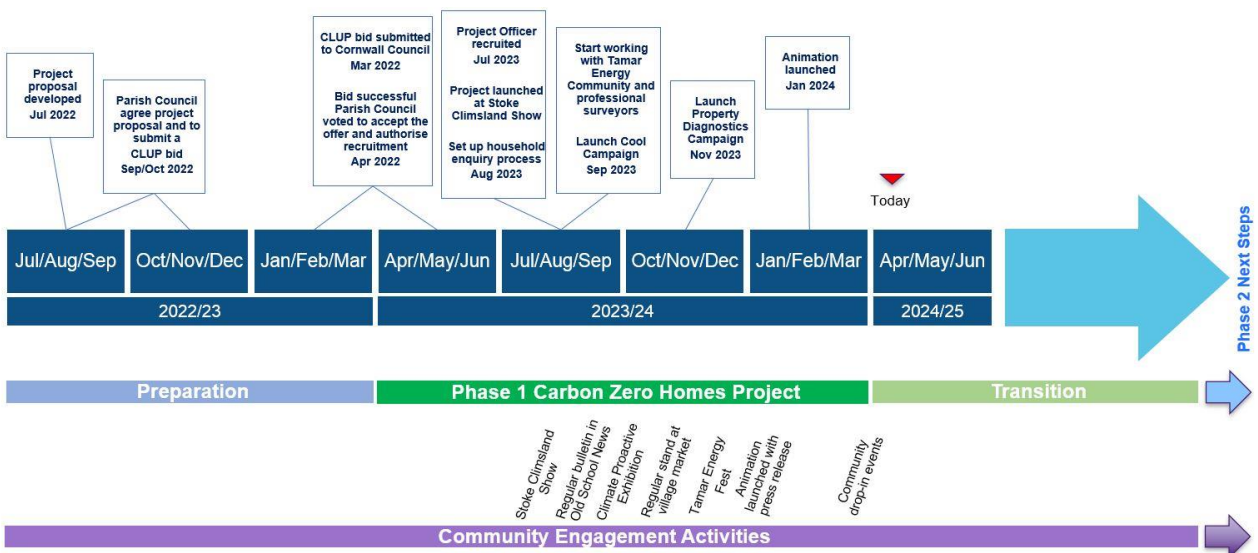 Project
proposal
developed
Jul 2022
Parish Council
agree project
proposal and to
submit a
CLUP bid
Sep/Oct 2022
CLUP bid submitted
to Cornwall Council
Mar 2022
Bid successful
Parish Council
voted to accept the
offer and authorise
recruitment
Apr 2022
Project Officer
recruited
Jul 2023
Project launched
at Stoke
Climsland Show
Set up household
enquiry process
Aug 2023
Start working
with Tamar
Energy
Community and
professional
surveyors
Launch Cool
Campaign
Sep 2023
Launch
Property
Diagnostics
Campaign
Nov 2023
Animation
launched
Jan 2024
Today
Jul/Aug/Sep
Oct/Nov/Dec
Jan/Feb/Mar
Apr/May/Jun
Jul/Aug/Sep
Oct/Nov/Dec
Jan/Feb/Mar
Apr/May/Jun
2022/23
2023/24
2024/25
Phase 2 Next Steps
Preparation
Phase 1 Carbon Zero Homes Project
Transition
Stoke Climsland
Show
Regular bulletin in
Old School News
Climate Proactive
Exhibition
Regular stand at
village market
Tamar Energy
Fest
Animation
launched with
press release
Community
drop-in events
Community Engagement Activities